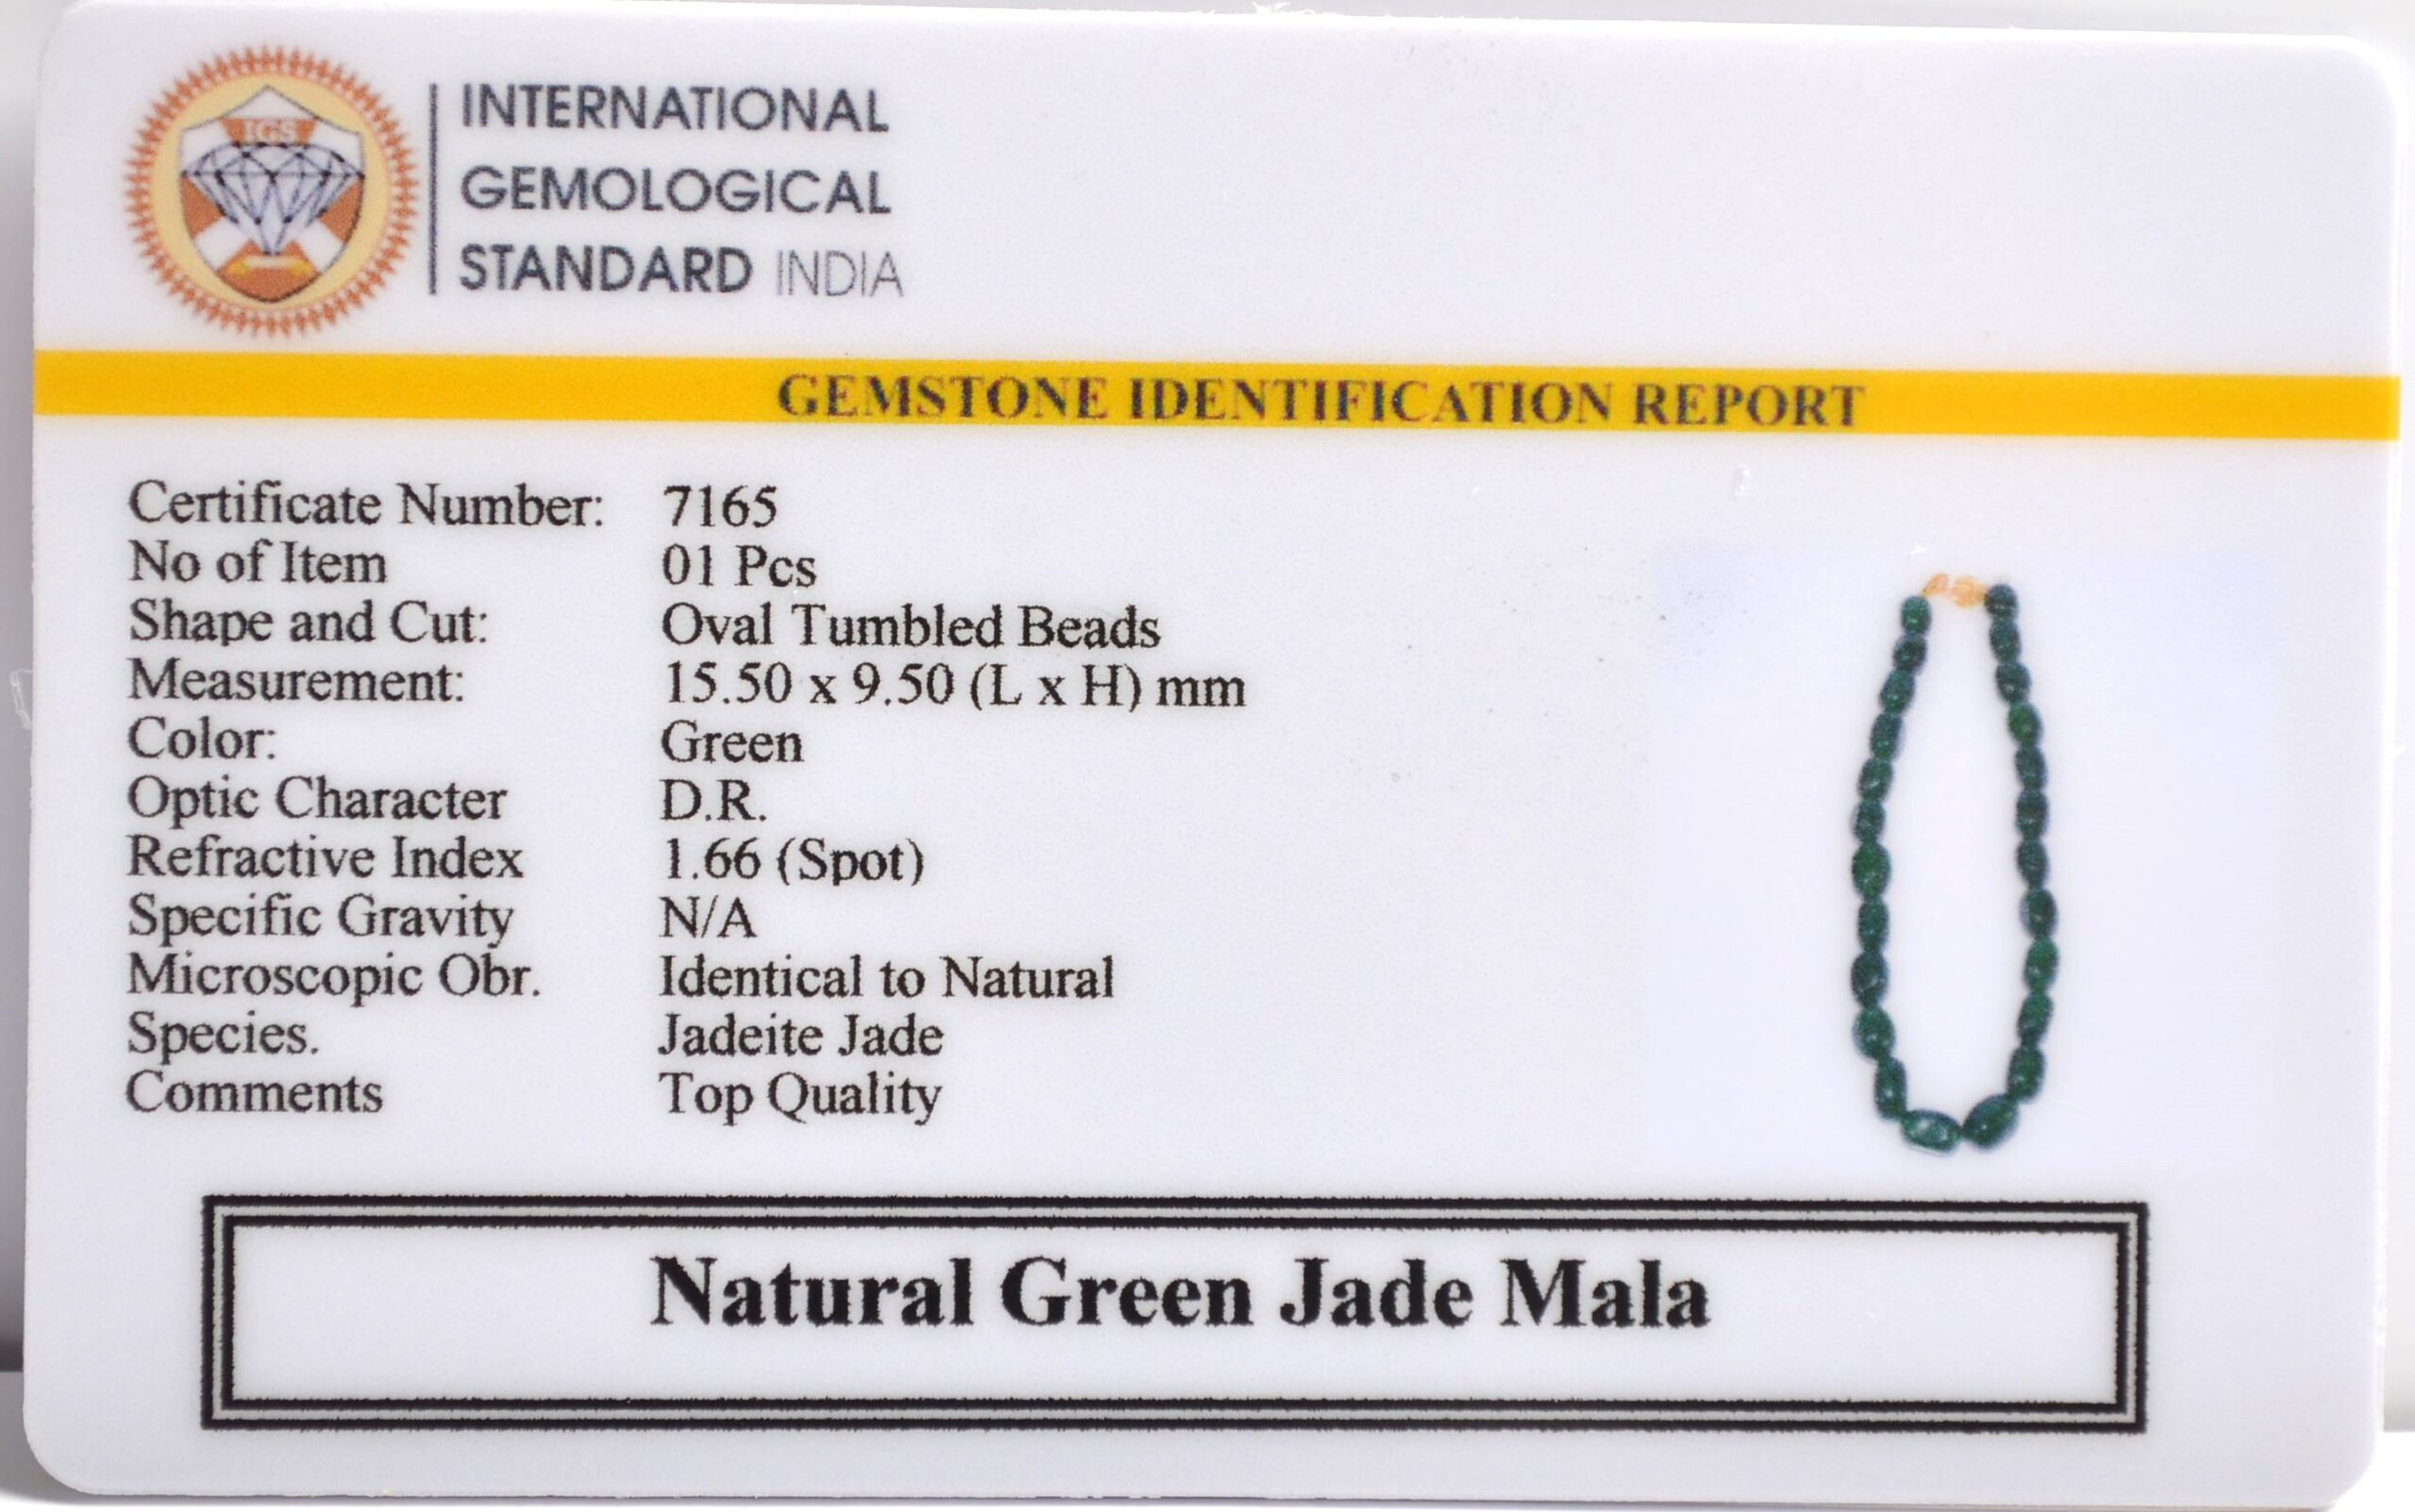 IGS
INTERNATIONAL
GEMOLOGICAL
STANDARD INDIA
GEMSTONE IDENTIFICATION REPORT
Certificate Number: 7165
No of Item 01 Pcs
Shape and Cut: Oval Tumbled Beads
Measurement: 15.50 x 9.50 (L x H) mm
Color: Green
Optic Character D.R.
Refractive Index 1.66 (Spot)
Specific Gravity N/A
Microscopic Obr. Identical to Natural
Species. Jadeite Jade
Comments Top Quality
Natural Green Jade Mala